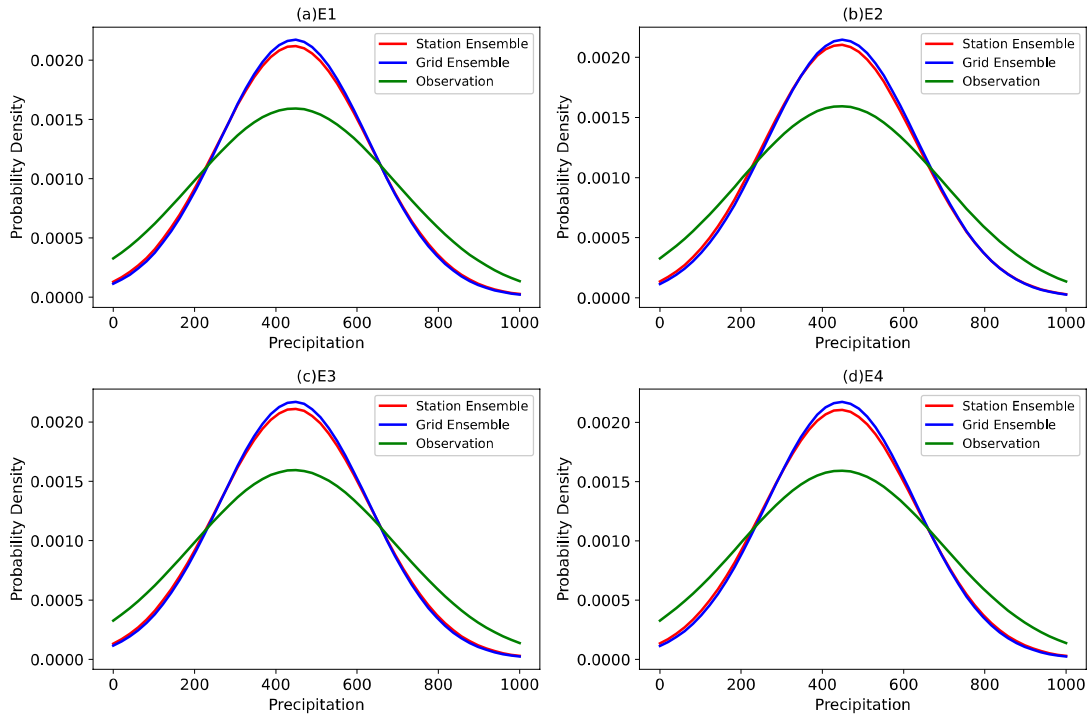 (a)E1
Probability Density
0.0020
0.0015
0.0010
0.0005
0.0000
Station Ensemble
Grid Ensemble
Observation
0 200 400 600 800 1000
Precipitation
(b)E2
Probability Density
0.0020
0.0015
0.0010
0.0005
0.0000
Station Ensemble
Grid Ensemble
Observation
0 200 400 600 800 1000
Precipitation
(c)E3
Probability Density
0.0020
0.0015
0.0010
0.0005
0.0000
Station Ensemble
Grid Ensemble
Observation
0 200 400 600 800 1000
Precipitation
(d)E4
Probability Density
0.0020
0.0015
0.0010
0.0005
0.0000
Station Ensemble
Grid Ensemble
Observation
0 200 400 600 800 1000
Precipitation